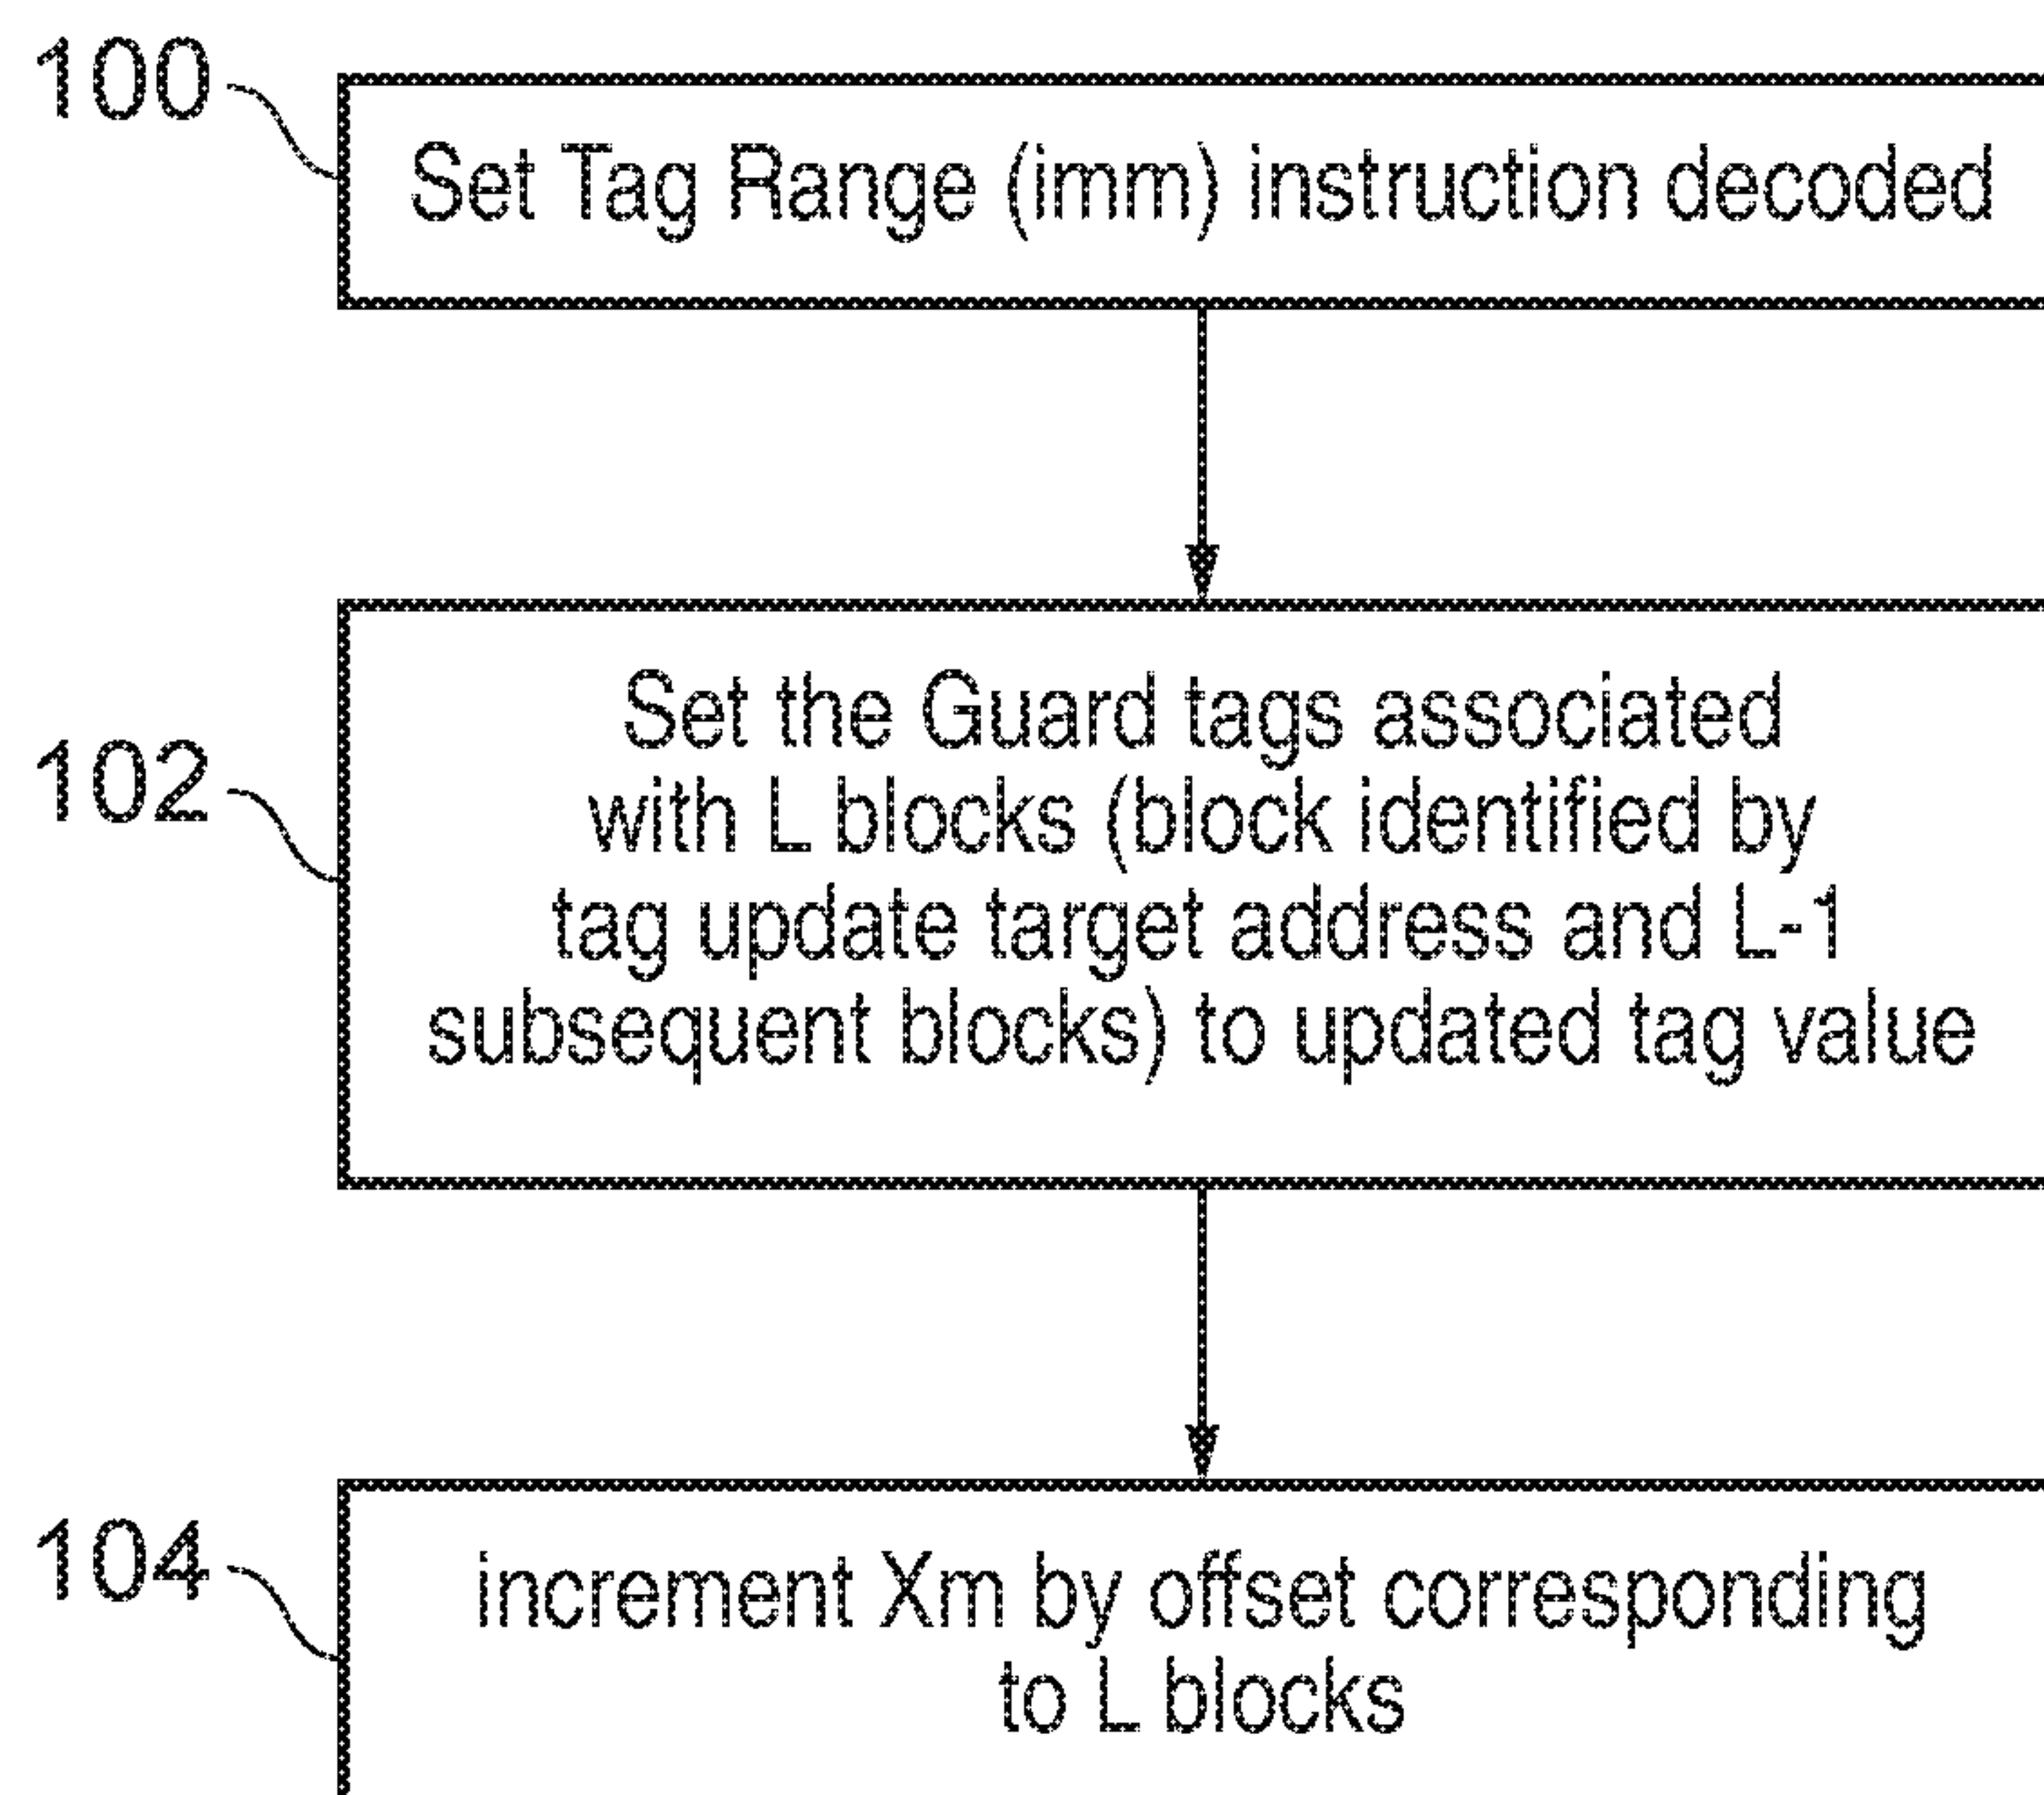 100
Set Tag Range (imm) instruction decoded
102
Set the Guard tags associated
with L blocks (block identified by
tag update target address and L-1
subsequent blocks) to updated tag value
104
increment Xm by offset corresponding
to L blocks